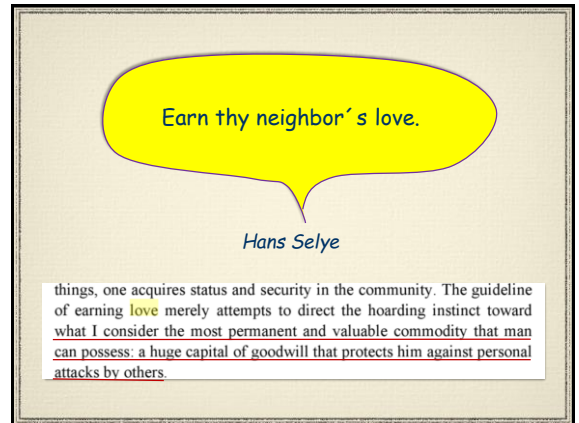 Earn thy neighbor´s love.
Hans Selye
things, one acquires status and security in the community. The guideline
of earning love merely attempts to direct the hoarding instinct toward
what I consider the most permanent and valuable commodity that man
can possess: a huge capital of goodwill that protects him against personal
attacks by others.